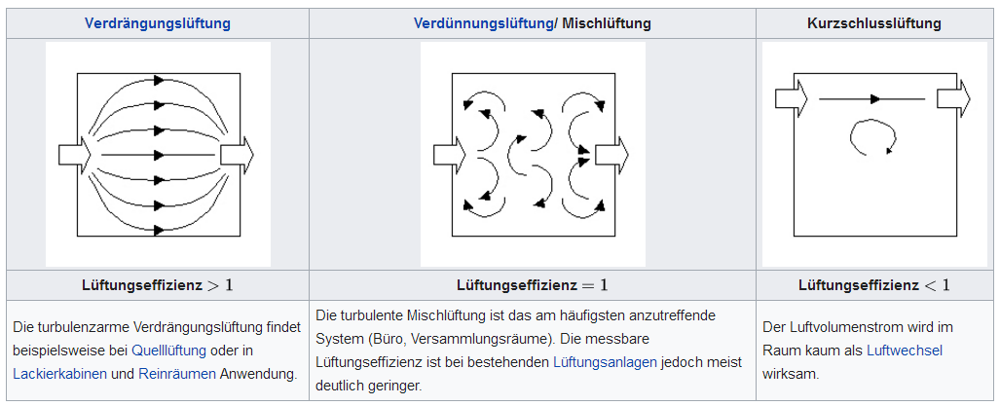 Verdrängungslüftung
Verdünnungslüftung/ Mischlüftung
Kurzschlusslüftung
Lüftungseffizienz > 1
Lüftungseffizienz = 1
Lüftungseffizienz < 1
Die turbulenzarme Verdrängungslüftung findet
beispielsweise bei Quelllüftung oder in
Lackierkabinen und Reinräumen Anwendung.
Die turbulente Mischlüftung ist das am häufigsten anzutreffende
System (Büro, Versammlungsräume). Die messbare
Lüftungseffizienz ist bei bestehenden Lüftungsanlagen jedoch meist
deutlich geringer.
Der Luftvolumenstrom wird im
Raum kaum als Luftwechsel
wirksam.